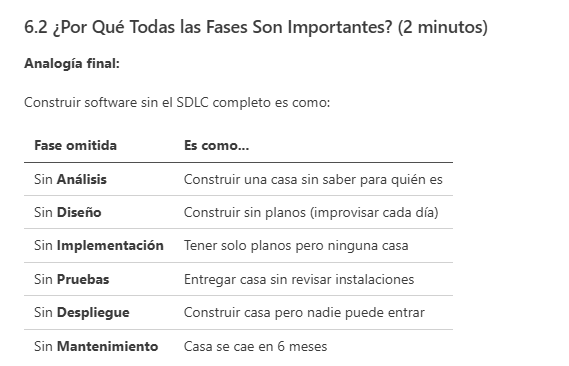 6.2 ¿Por Qué Todas las Fases Son Importantes? (2 minutos)
Analogía final:
Construir software sin el SDLC completo es como:
Fase omitida Es como...
Sin Análisis Construir una casa sin saber para quién es
Sin Diseño Construir sin planos (improvisar cada día)
Sin Implementación Tener solo planos pero ninguna casa
Sin Pruebas Entregar casa sin revisar instalaciones
Sin Despliegue Construir casa pero nadie puede entrar
Sin Mantenimiento Casa se cae en 6 meses